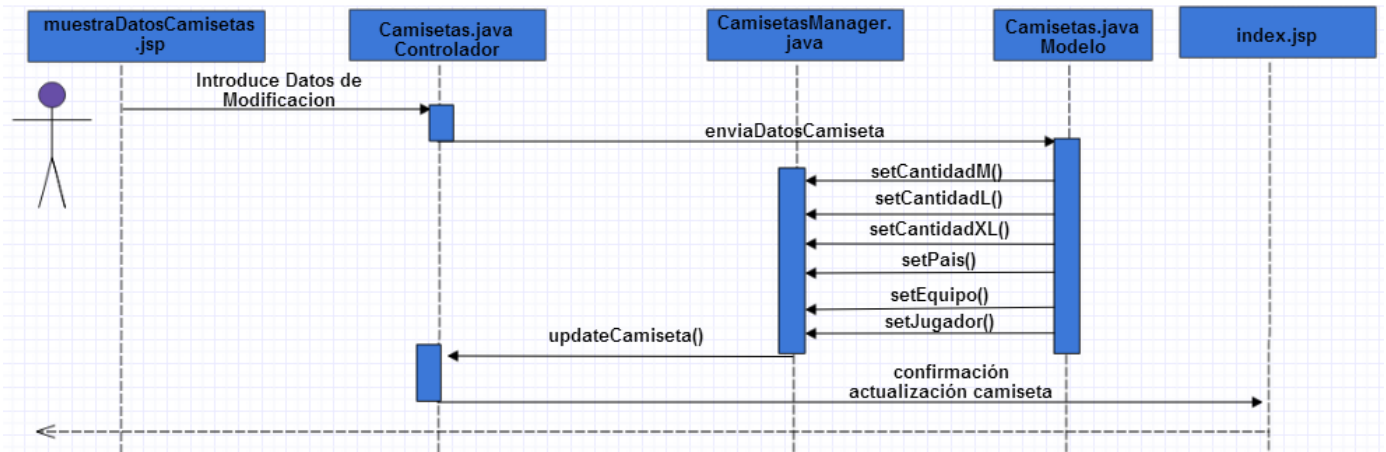 muestraDatosCamisetas
.jsp
Camisetas.java
Controlador
CamisetasManager.
java
Camisetas.java
Modelo
index.jsp
Introduce Datos de
Modificacion
enviaDatosCamiseta
setCantidadM()
setCantidadL()
setCantidadXL()
setPais()
setEquipo()
setJugador()
updateCamiseta()
confirmación
actualización camiseta